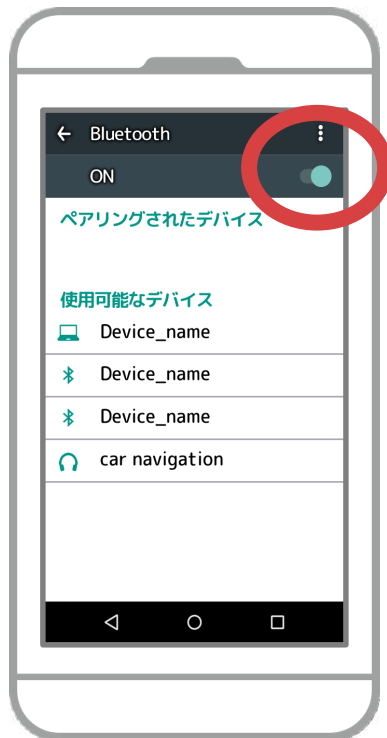 Bluetooth
ON
ペアリングされたデバイス
使用可能なデバイス
Device_name
Device_name
Device_name
car navigation